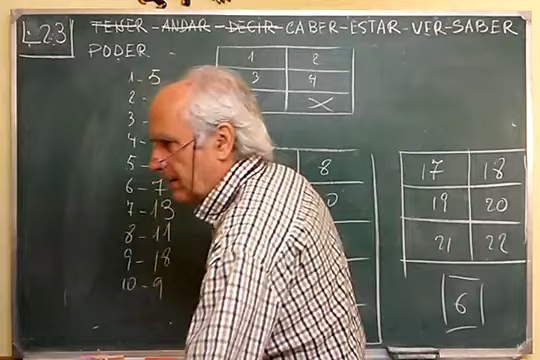 L23
TENER - ANDAR - DECIR - CABER - ESTAR - VER - SABER
PODER -
1 2
3 4
X
1 - 5
2 -
3 -
4 -
5 -
6 - 7
7 - 13
8 - 11
9 - 18
10 - 9
8
17 18
19 20
21 22
6